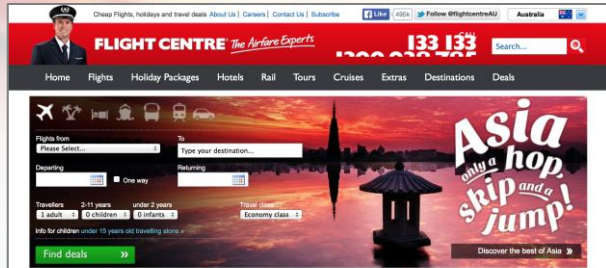 Cheap Flights, holidays and travel deals About Us | Careers | Contact Us | Subscribe
Like 495k Follow @flightcentreAU Australia
FLIGHT CENTRE The Airfare Experts
CALL
133 133
Search...
Home Flights Holiday Packages Hotels Rail Tours Cruises Extras Destinations Deals
Flights from To
Please Select... Type your destination...
Departing Returning
One way
Travellers 2-11 years under 2 years Travel class
1 adult 0 children 0 infants Economy class
Info for children under 15 years old travelling alone »
Find deals »
Asia
only a hop,
skip and a
jump!
Discover the best of Asia